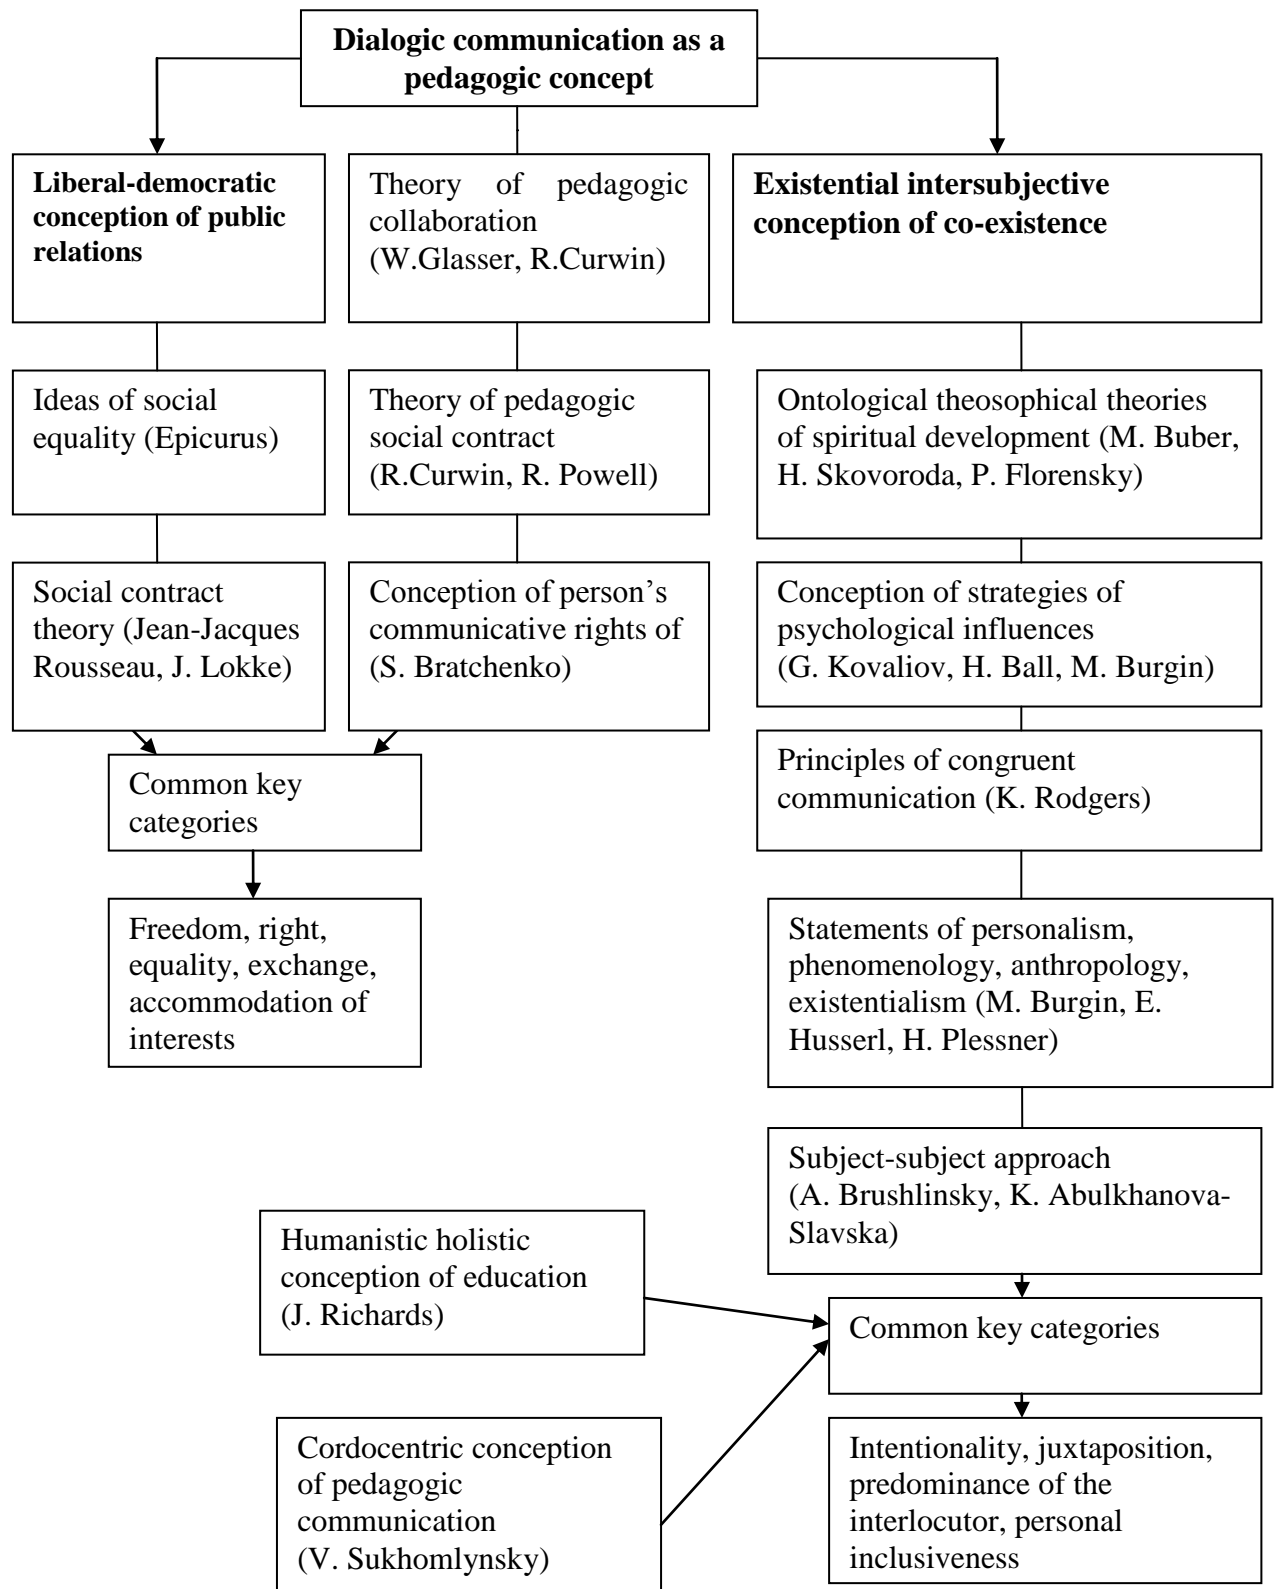 Dialogic communication as a
pedagogic concept
Liberal-democratic
conception of public
relations
Theory of pedagogic
collaboration
(W.Glasser, R.Curwin)
Existential intersubjective
conception of co-existence
Ideas of social
equality (Epicurus)
Theory of pedagogic
social contract
(R.Curwin, R. Powell)
Ontological theosophical theories
of spiritual development (M. Buber,
H. Skovoroda, P. Florensky)
Social contract
theory (Jean-Jacques
Rousseau, J. Lokke)
Conception of person’s
communicative rights of
(S. Bratchenko)
Conception of strategies of
psychological influences
(G. Kovaliov, H. Ball, M. Burgin)
Common key
categories
Principles of congruent
communication (K. Rodgers)
Freedom, right,
equality, exchange,
accommodation of
interests
Statements of personalism,
phenomenology, anthropology,
existentialism (M. Burgin, E.
Husserl, H. Plessner)
Subject-subject approach
(A. Brushlinsky, K. Abulkhanova-
Slavska)
Humanistic holistic
conception of education
(J. Richards)
Common key categories
Cordocentric conception
of pedagogic
communication
(V. Sukhomlynsky)
Intentionality, juxtaposition,
predominance of the
interlocutor, personal
inclusiveness